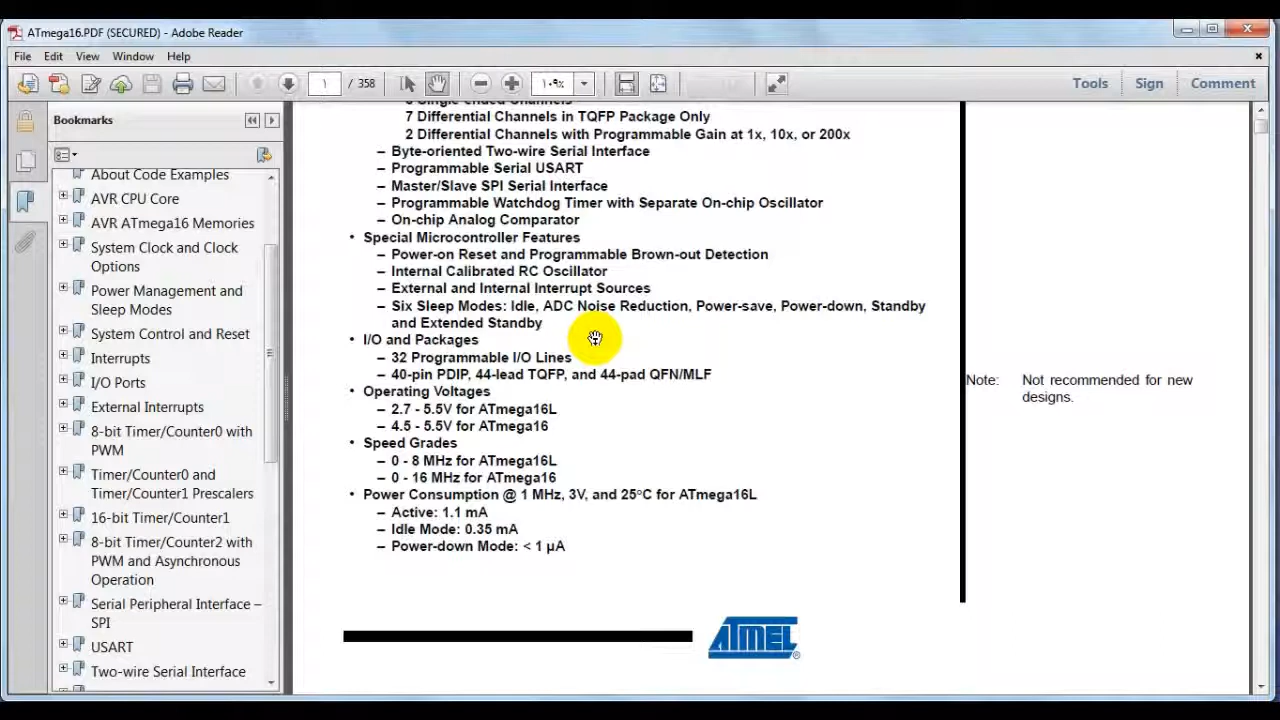 ATmega16.PDF (SECURED) - Adobe Reader
File Edit View Window Help
1 / 358
١٠٩%
Tools Sign Comment
Bookmarks
About Code Examples
AVR CPU Core
AVR ATmega16 Memories
System Clock and Clock
Options
Power Management and
Sleep Modes
System Control and Reset
Interrupts
I/O Ports
External Interrupts
8-bit Timer/Counter0 with
PWM
Timer/Counter0 and
Timer/Counter1 Prescalers
16-bit Timer/Counter1
8-bit Timer/Counter2 with
PWM and Asynchronous
Operation
Serial Peripheral Interface –
SPI
USART
Two-wire Serial Interface
8 Single-ended Channels
7 Differential Channels in TQFP Package Only
2 Differential Channels with Programmable Gain at 1x, 10x, or 200x
– Byte-oriented Two-wire Serial Interface
– Programmable Serial USART
– Master/Slave SPI Serial Interface
– Programmable Watchdog Timer with Separate On-chip Oscillator
– On-chip Analog Comparator
• Special Microcontroller Features
– Power-on Reset and Programmable Brown-out Detection
– Internal Calibrated RC Oscillator
– External and Internal Interrupt Sources
– Six Sleep Modes: Idle, ADC Noise Reduction, Power-save, Power-down, Standby
and Extended Standby
• I/O and Packages
– 32 Programmable I/O Lines
– 40-pin PDIP, 44-lead TQFP, and 44-pad QFN/MLF
• Operating Voltages
– 2.7 - 5.5V for ATmega16L
– 4.5 - 5.5V for ATmega16
• Speed Grades
– 0 - 8 MHz for ATmega16L
– 0 - 16 MHz for ATmega16
• Power Consumption @ 1 MHz, 3V, and 25°C for ATmega16L
– Active: 1.1 mA
– Idle Mode: 0.35 mA
– Power-down Mode: < 1 µA
Note: Not recommended for new
designs.
ATMEL ®